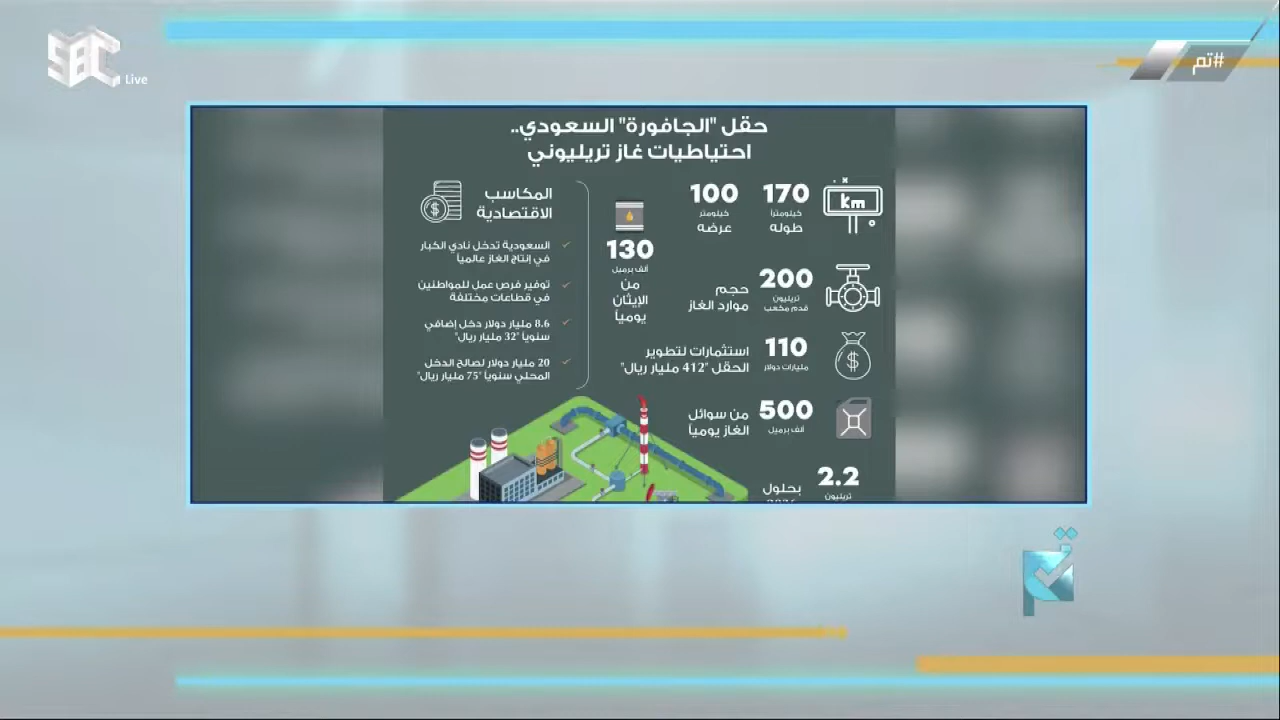 SBC Live
#تم
حقل "الجافورة" السعودي..
احتياطيات غاز تريليوني
km
170
كيلومترا
طوله
100
كيلومتر
عرضه
200
تريليون
قدم مكعب
حجم
موارد الغاز
110
مليارات دولار
استثمارات لتطوير
الحقل "412 مليار ريال"
500
ألف برميل
من سوائل
الغاز يومياً
2.2
تريليون
بحلول
130
ألف برميل
من
الإيثان
يومياً
المكاسب
الاقتصادية
السعودية تدخل نادي الكبار
في إنتاج الغاز عالمياً
توفير فرص عمل للمواطنين
في قطاعات مختلفة
8.6 مليار دولار دخل إضافي
سنوياً "32 مليار ريال"
20 مليار دولار لصالح الدخل
المحلي سنوياً "75 مليار ريال"
تم